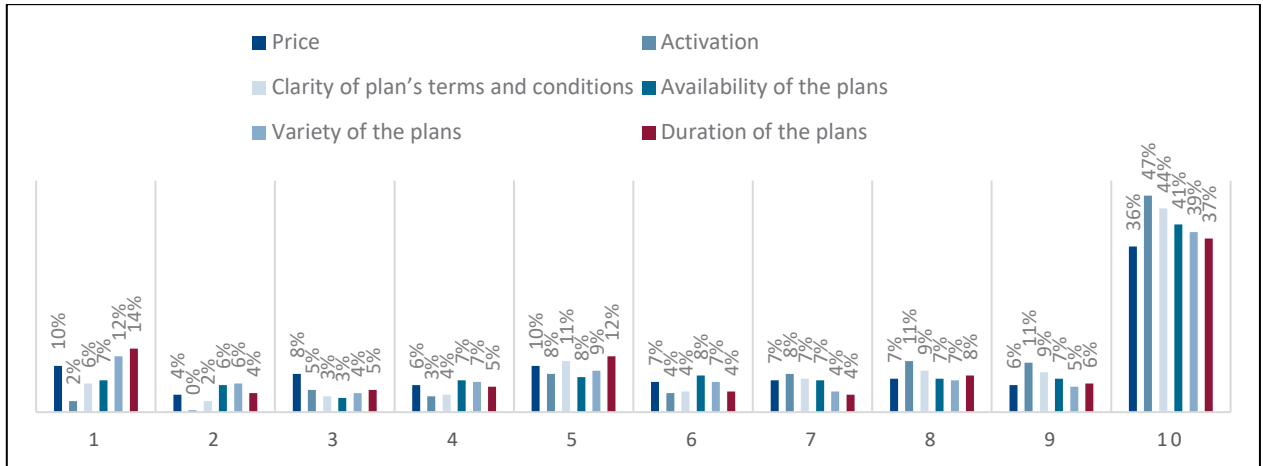 Price Activation
Clarity of plan's terms and conditions Availability of the plans
Variety of the plans Duration of the plans
10% 2% 6% 7% 12% 14%
4% 0% 2% 6% 6% 4%
8% 5% 3% 3% 4% 5%
6% 3% 4% 7% 7% 5%
10% 8% 11% 8% 9% 12%
7% 4% 4% 8% 7% 4%
7% 8% 7% 7% 4% 4%
7% 11% 9% 7% 7% 8%
6% 11% 9% 7% 5% 6%
36% 47% 44% 41% 39% 37%
1 2 3 4 5 6 7 8 9 10